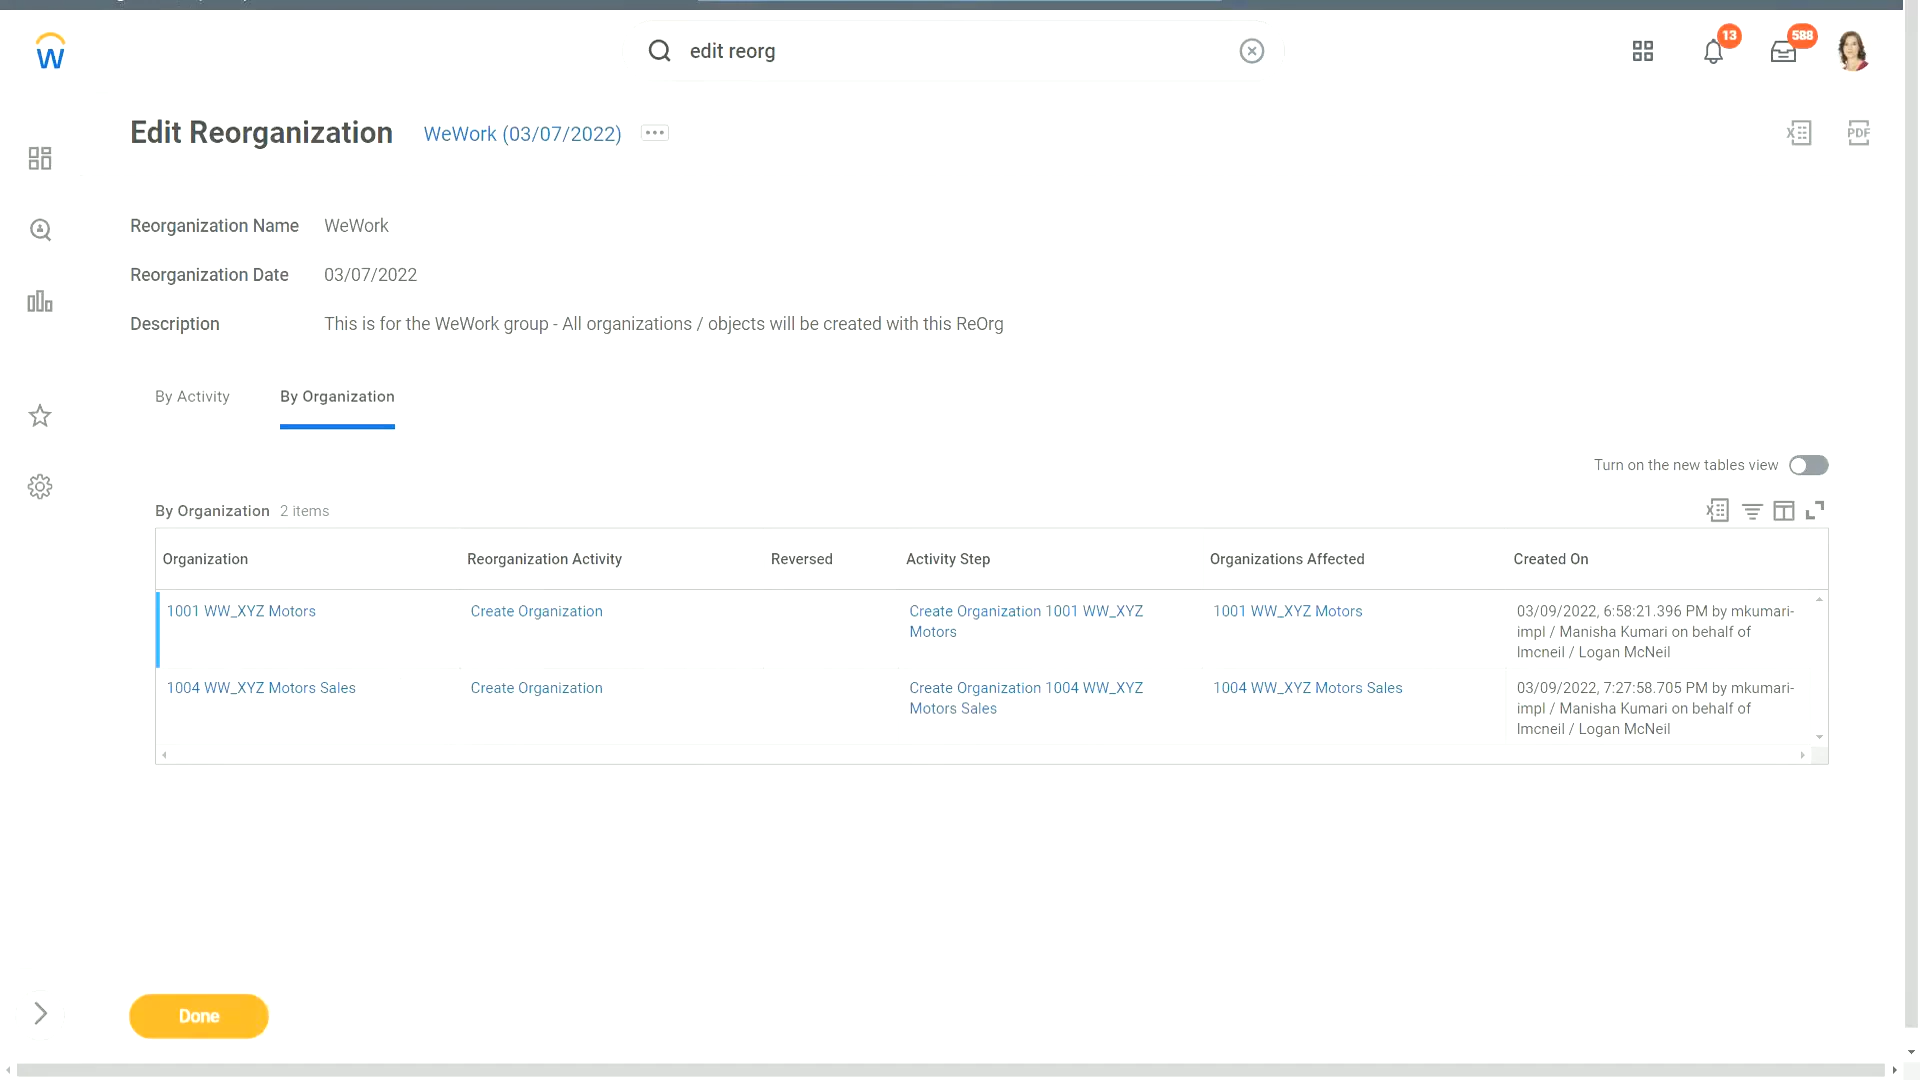 W
edit reorg
13
588
Edit Reorganization WeWork (03/07/2022)
PDF
Reorganization Name WeWork
Reorganization Date 03/07/2022
Description This is for the WeWork group - All organizations / objects will be created with this ReOrg
By Activity By Organization
Turn on the new tables view
By Organization 2 items
Organization Reorganization Activity Reversed Activity Step Organizations Affected Created On
1001 WW_XYZ Motors Create Organization Create Organization 1001 WW_XYZ 1001 WW_XYZ Motors 03/09/2022, 6:58:21.396 PM by mkumari-
Motors impl / Manisha Kumari on behalf of
lmcneil / Logan McNeil
1004 WW_XYZ Motors Sales Create Organization Create Organization 1004 WW_XYZ 1004 WW_XYZ Motors Sales 03/09/2022, 7:27:58.705 PM by mkumari-
Motors Sales impl / Manisha Kumari on behalf of
lmcneil / Logan McNeil
Done